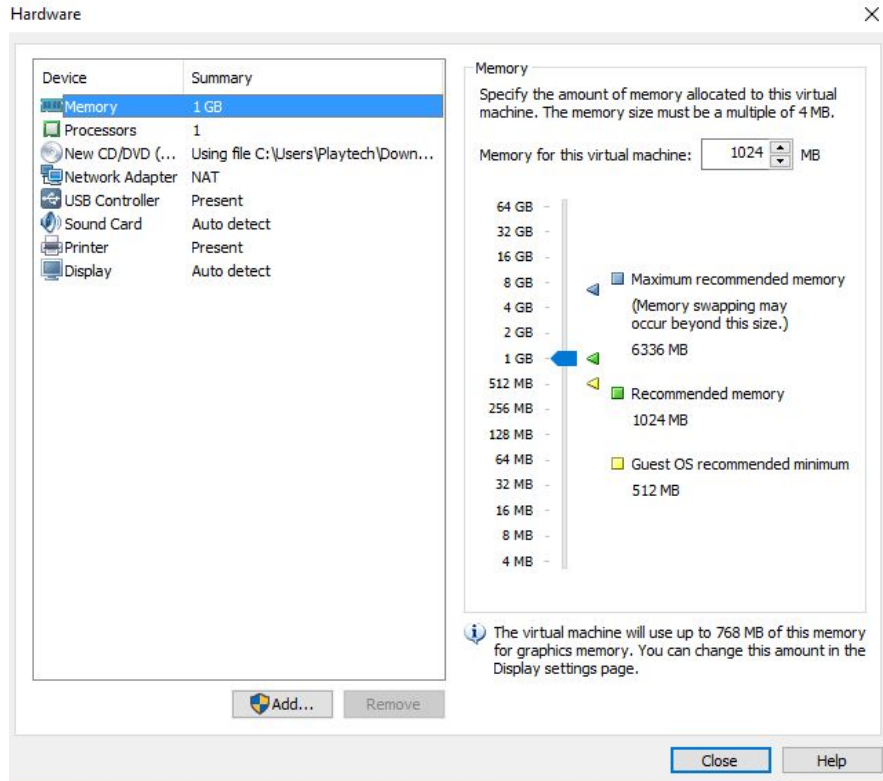 Hardware
Device Summary
Memory 1 GB
Processors 1
New CD/DVD (... Using file C:\Users\Playtech\Down...
Network Adapter NAT
USB Controller Present
Sound Card Auto detect
Printer Present
Display Auto detect
Add... Remove
Memory
Specify the amount of memory allocated to this virtual
machine. The memory size must be a multiple of 4 MB.
Memory for this virtual machine: 1024 MB
64 GB
32 GB
16 GB
8 GB
4 GB
2 GB
1 GB
512 MB
256 MB
128 MB
64 MB
32 MB
16 MB
8 MB
4 MB
Maximum recommended memory
(Memory swapping may
occur beyond this size.)
6336 MB
Recommended memory
1024 MB
Guest OS recommended minimum
512 MB
The virtual machine will use up to 768 MB of this memory
for graphics memory. You can change this amount in the
Display settings page.
Close Help